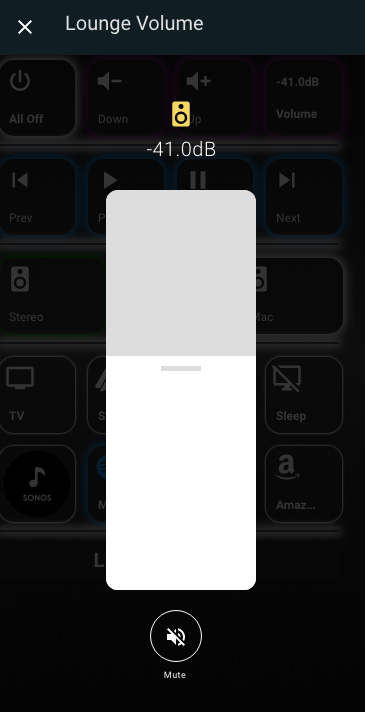 Lounge Volume
-41.0dB
All Off
Down
Up
Volume
-41.0dB
Prev
Next
Stereo
Mac
TV
Sleep
SONOS
Amaz...
Mute